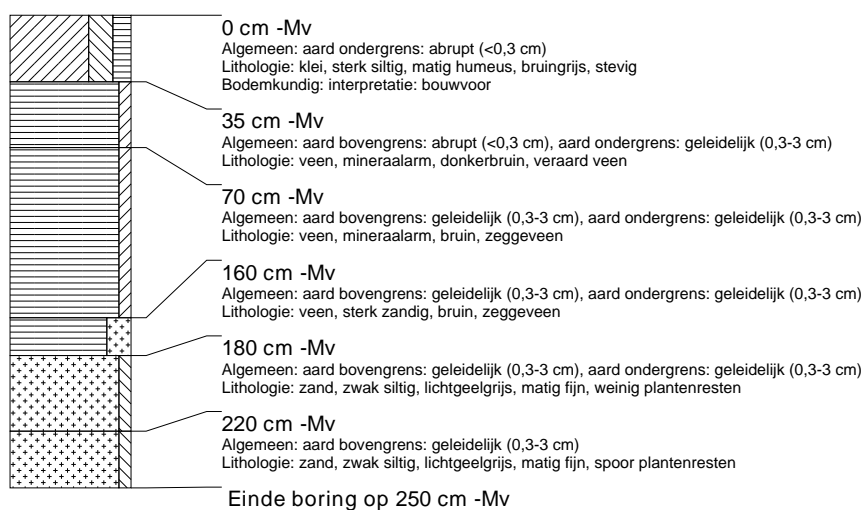 0 cm -Mv
Algemeen: aard ondergrens: abrupt (<0,3 cm)
Lithologie: klei, sterk siltig, matig humeus, bruingrijs, stevig
Bodemkundig: interpretatie: bouwvoor
35 cm -Mv
Algemeen: aard bovengrens: abrupt (<0,3 cm), aard ondergrens: geleidelijk (0,3-3 cm)
Lithologie: veen, mineraalarm, donkerbruin, veraard veen
70 cm -Mv
Algemeen: aard bovengrens: geleidelijk (0,3-3 cm), aard ondergrens: geleidelijk (0,3-3 cm)
Lithologie: veen, mineraalarm, bruin, zeggeveen
160 cm -Mv
Algemeen: aard bovengrens: geleidelijk (0,3-3 cm), aard ondergrens: geleidelijk (0,3-3 cm)
Lithologie: veen, sterk zandig, bruin, zeggeveen
180 cm -Mv
Algemeen: aard bovengrens: geleidelijk (0,3-3 cm), aard ondergrens: geleidelijk (0,3-3 cm)
Lithologie: zand, zwak siltig, lichtgeelgrijs, matig fijn, weinig plantenresten
220 cm -Mv
Algemeen: aard bovengrens: geleidelijk (0,3-3 cm)
Lithologie: zand, zwak siltig, lichtgeelgrijs, matig fijn, spoor plantenresten
Einde boring op 250 cm -Mv